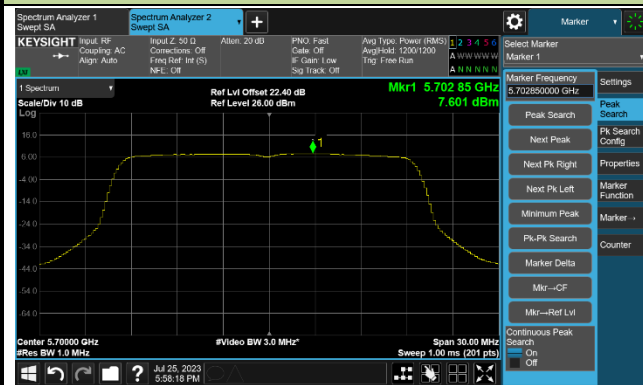 Spectrum Analyzer 1
Swept SA
Spectrum Analyzer 2
Swept SA
+
Marker
KEYSIGHT
Input: RF
Coupling: AC
Align: Auto
Input Z: 50 Ω
Corrections: Off
Freq Ref: Int (S)
NFE: Off
Atten: 20 dB
PNO: Fast
Gate: Off
IF Gain: Low
Sig Track: Off
Avg Type: Power (RMS)
Avg|Hold: 1200/1200
Trig: Free Run
1 2 3 4 5 6
A W W W W W
A N N N N N
LW
Select Marker
Marker 1
1 Spectrum
Scale/Div 10 dB
Log
Ref Lvl Offset 22.40 dB
Ref Level 26.00 dBm
Mkr1 5.702 85 GHz
7.601 dBm
1
16.0
6.00
-4.00
-14.0
-24.0
-34.0
-44.0
-54.0
-64.0
Center 5.70000 GHz
#Res BW 1.0 MHz
#Video BW 3.0 MHz*
Span 30.00 MHz
Sweep 1.00 ms (201 pts)
Marker Frequency
5.702850000 GHz
Peak Search
Next Peak
Next Pk Right
Next Pk Left
Minimum Peak
Pk-Pk Search
Marker Delta
Mkr→CF
Mkr→Ref Lvl
Continuous Peak
Search
On
Off
Settings
Peak
Search
Pk Search
Config
Properties
Marker
Function
Marker→
Counter
?
Jul 25, 2023
5:58:18 PM